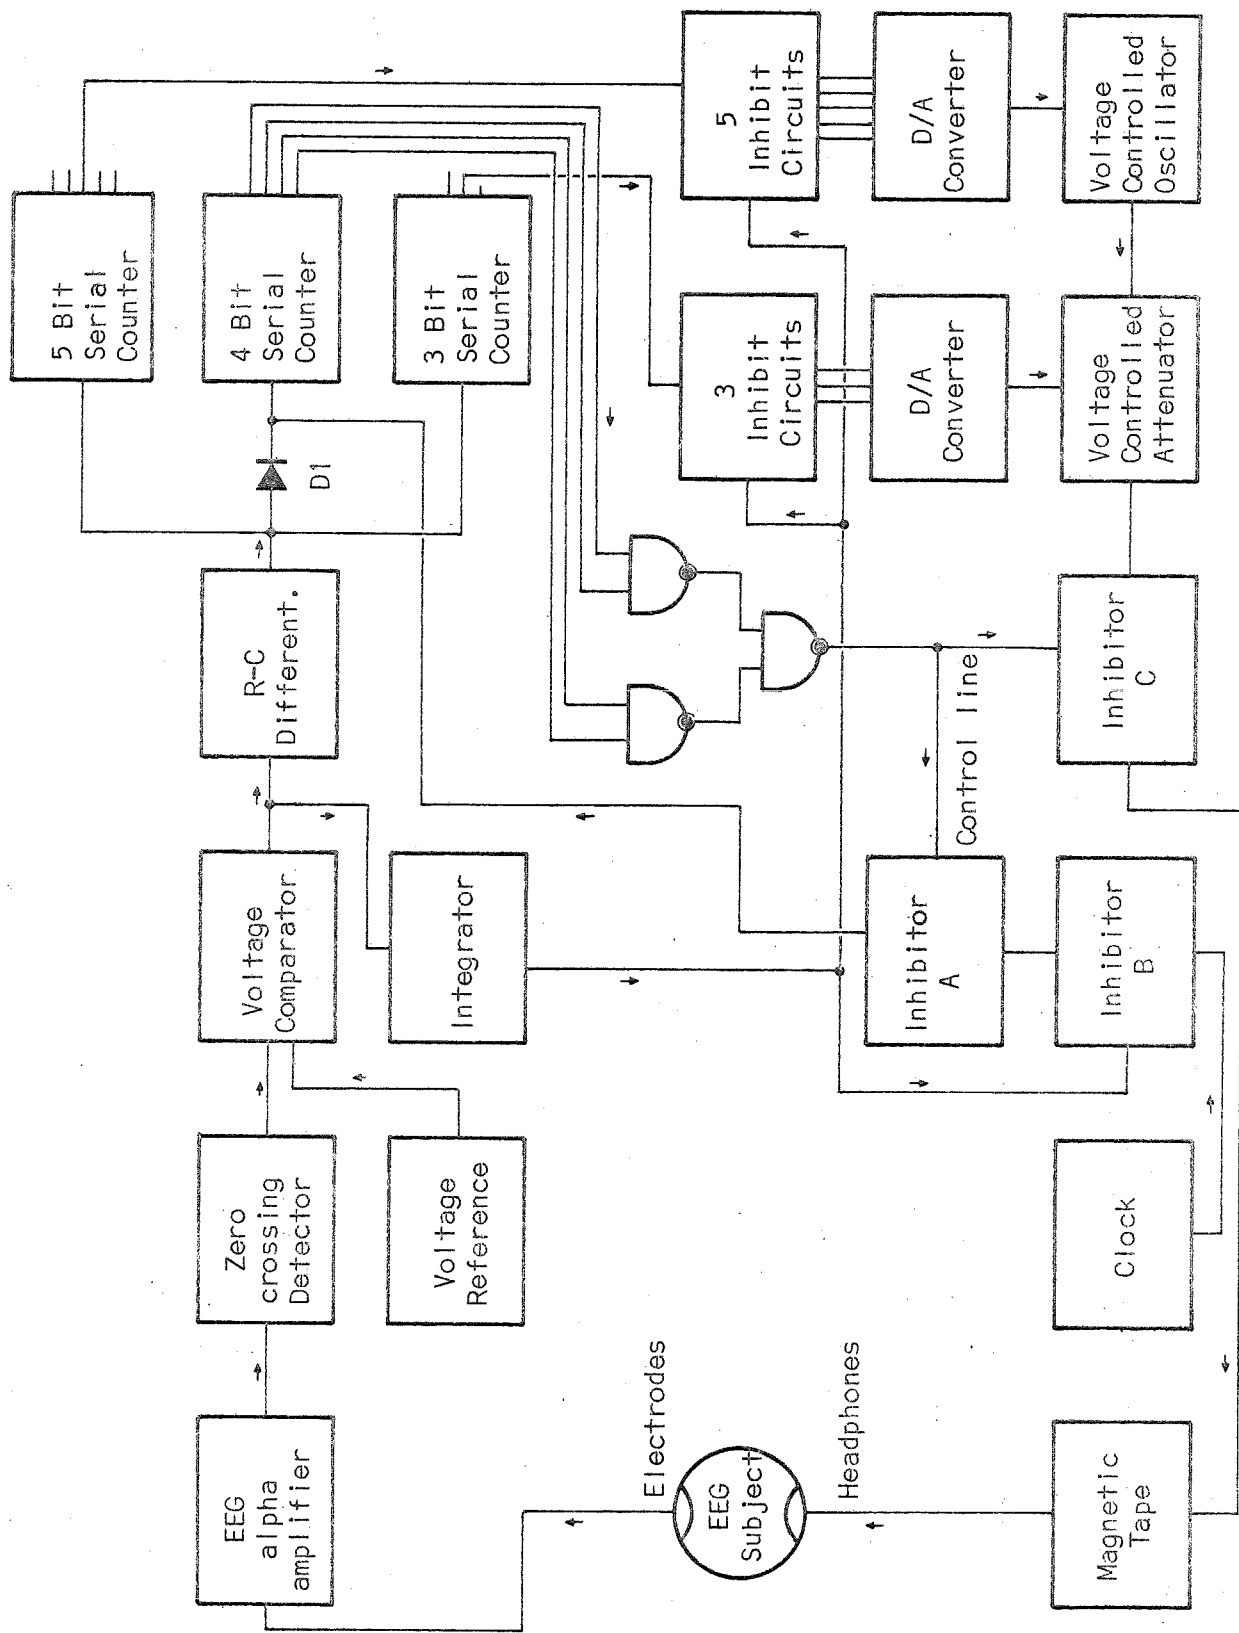 EEG
alpha
amplifier
Zero
crossing
Detector
Voltage
Comparator
R-C
Different.
D1
5 Bit
Serial
Counter
4 Bit
Serial
Counter
3 Bit
Serial
Counter
Voltage
Reference
Integrator
Electrodes
EEG
Subject
Headphones
3
Inhibit
Circuits
5
Inhibit
Circuits
Inhibitor
A
Control line
D/A
Converter
D/A
Converter
Magnetic
Tape
Clock
Inhibitor
B
Inhibitor
C
Voltage
Controlled
Attenuator
Voltage
Controlled
Oscillator